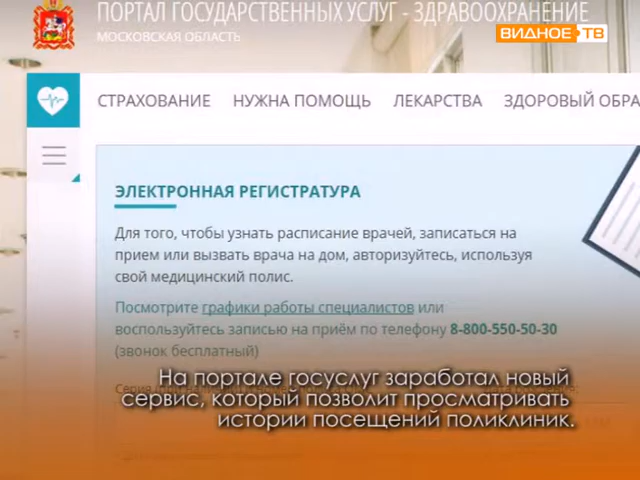 ПОРТАЛ ГОСУДАРСТВЕННЫХ УСЛУГ - ЗДРАВООХРАНЕНИЕ
МОСКОВСКАЯ ОБЛАСТЬ
ВИДНОЕ ТВ
СТРАХОВАНИЕ НУЖНА ПОМОЩЬ ЛЕКАРСТВА ЗДОРОВЫЙ ОБРА
ЭЛЕКТРОННАЯ РЕГИСТРАТУРА
Для того, чтобы узнать расписание врачей, записаться на
прием или вызвать врача на дом, авторизуйтесь, используя
свой медицинский полис.
Посмотрите графики работы специалистов или
воспользуйтесь записью на приём по телефону 8-800-550-50-30
(звонок бесплатный)
На портале госуслуг заработал новый
сервис, который позволит просматривать
истории посещений поликлиник.